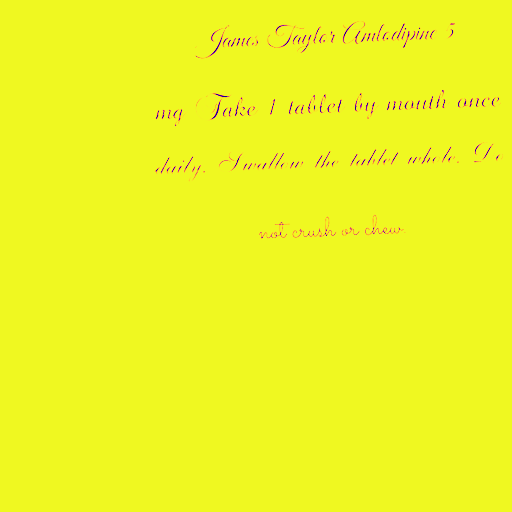 James Taylor Amlodipine 5
mg Take 1 tablet by mouth once
daily. Swallow the tablet whole. Do
not crush or chew.